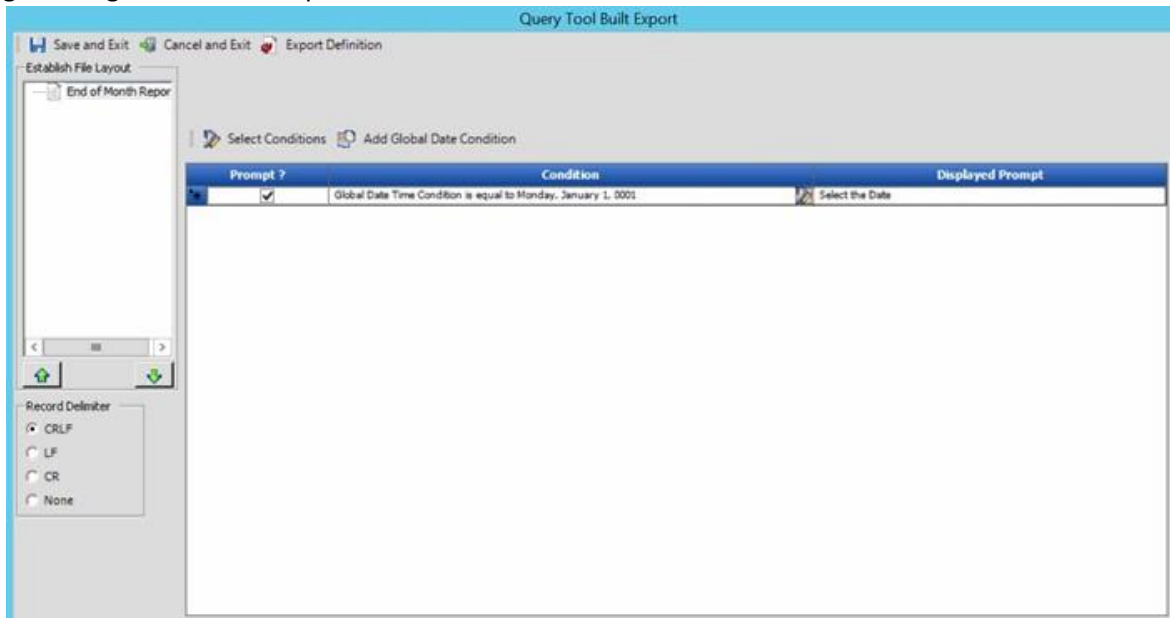 Query Tool Built Export
Save and Exit Cancel and Exit Export Definition
Establish File Layout
End of Month Repor
Select Conditions Add Global Date Condition
Prompt ? Condition Displayed Prompt
Global Date Time Condition is equal to Monday, January 1, 0001 Select the Date
Record Delimiter
CRLF
LF
CR
None